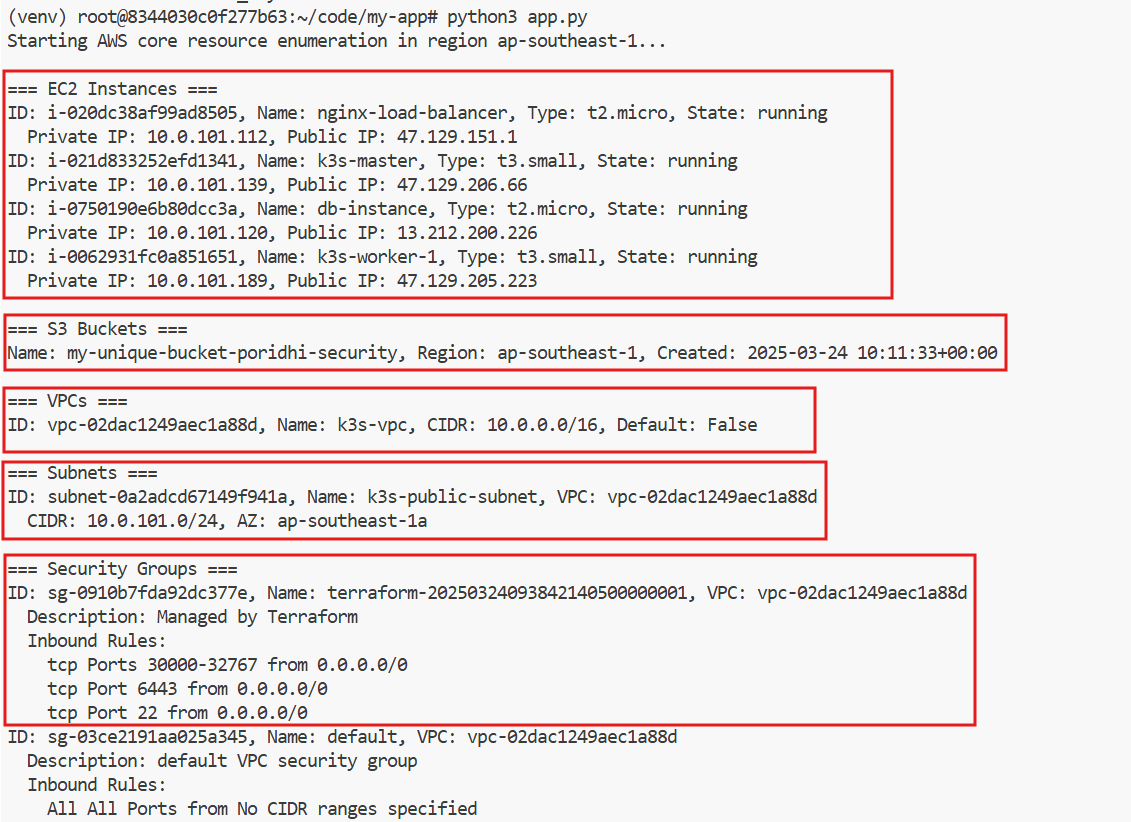 (venv) root@8344030c0f277b63:~/code/my-app# python3 app.py
Starting AWS core resource enumeration in region ap-southeast-1...
=== EC2 Instances ===
ID: i-020dc38af99ad8505, Name: nginx-load-balancer, Type: t2.micro, State: running
  Private IP: 10.0.101.112, Public IP: 47.129.151.1
ID: i-021d833252efd1341, Name: k3s-master, Type: t3.small, State: running
  Private IP: 10.0.101.139, Public IP: 47.129.206.66
ID: i-0750190e6b80dcc3a, Name: db-instance, Type: t2.micro, State: running
  Private IP: 10.0.101.120, Public IP: 13.212.200.226
ID: i-0062931fc0a851651, Name: k3s-worker-1, Type: t3.small, State: running
  Private IP: 10.0.101.189, Public IP: 47.129.205.223
=== S3 Buckets ===
Name: my-unique-bucket-poridhi-security, Region: ap-southeast-1, Created: 2025-03-24 10:11:33+00:00
=== VPCs ===
ID: vpc-02dac1249aec1a88d, Name: k3s-vpc, CIDR: 10.0.0.0/16, Default: False
=== Subnets ===
ID: subnet-0a2adcd67149f941a, Name: k3s-public-subnet, VPC: vpc-02dac1249aec1a88d
  CIDR: 10.0.101.0/24, AZ: ap-southeast-1a
=== Security Groups ===
ID: sg-0910b7fda92dc377e, Name: terraform-20250324093842140500000001, VPC: vpc-02dac1249aec1a88d
  Description: Managed by Terraform
  Inbound Rules:
    tcp Ports 30000-32767 from 0.0.0.0/0
    tcp Port 6443 from 0.0.0.0/0
    tcp Port 22 from 0.0.0.0/0
ID: sg-03ce2191aa025a345, Name: default, VPC: vpc-02dac1249aec1a88d
  Description: default VPC security group
  Inbound Rules:
    All All Ports from No CIDR ranges specified